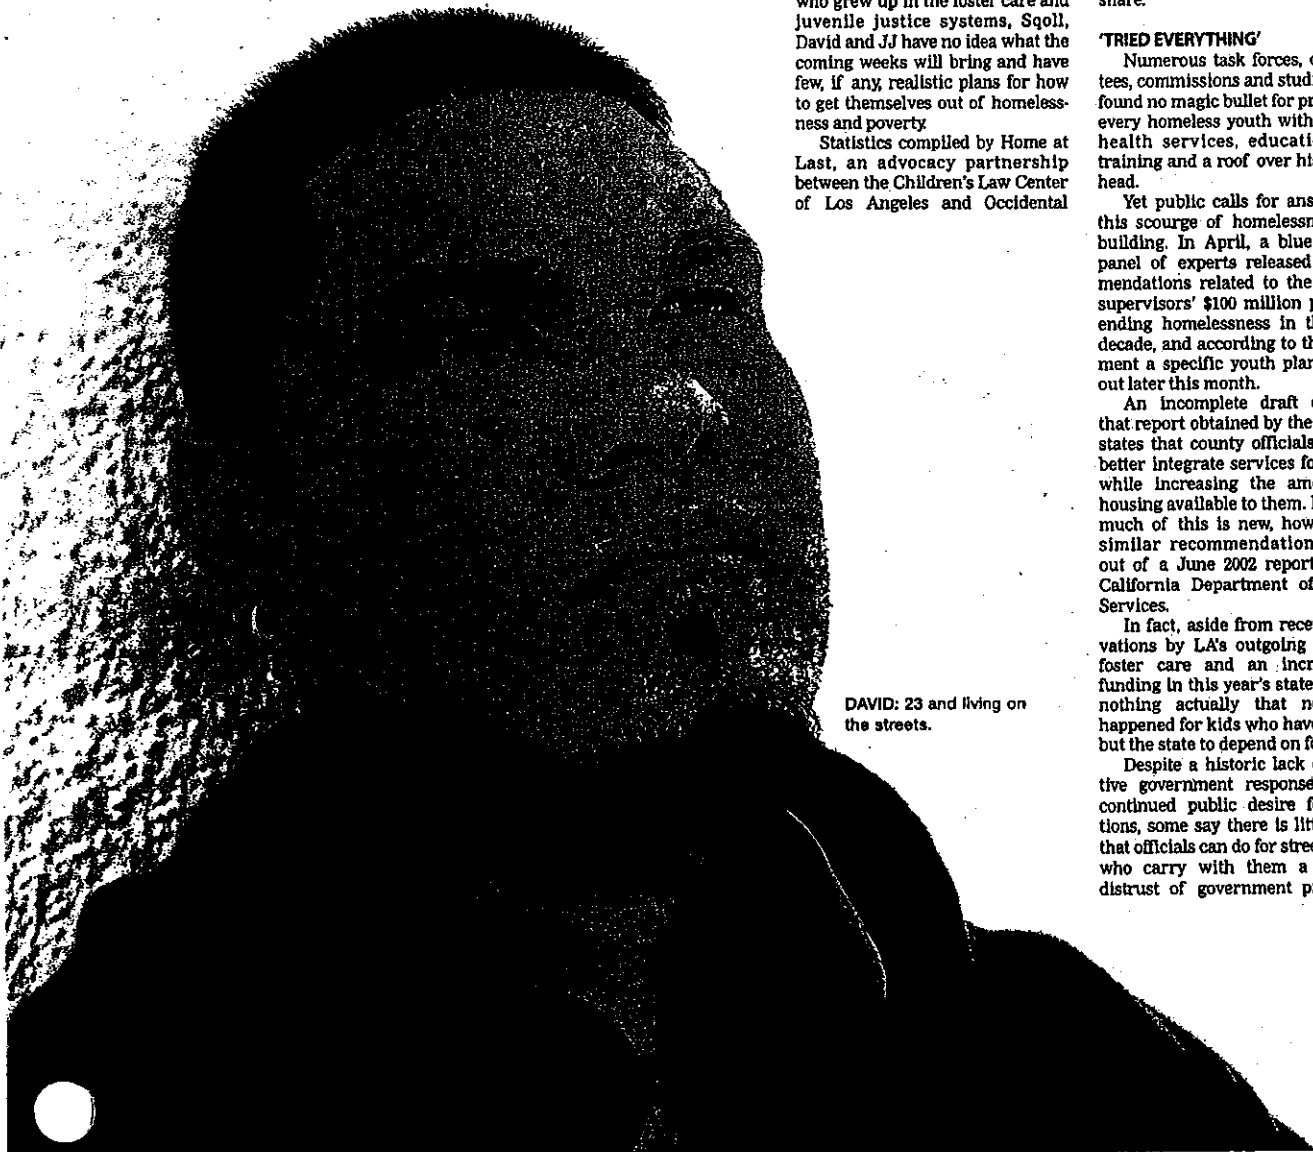 who grew up in the foster care and
juvenile justice systems, Sqoll,
David and JJ have no idea what the
coming weeks will bring and have
few, if any, realistic plans for how
to get themselves out of homeless-
ness and poverty.
Statistics compiled by Home at
Last, an advocacy partnership
between the Children's Law Center
of Los Angeles and Occidental
DAVID: 23 and living on
the streets.
share.
'TRIED EVERYTHING'
Numerous task forces,
tees, commissions and studi
found no magic bullet for pr
every homeless youth with
health services, educati
training and a roof over hi
head.
Yet public calls for ans
this scourge of homelessn
building. In April, a blue
panel of experts released
mendations related to the
supervisors' $100 million p
ending homelessness in t
decade, and according to th
ment a specific youth plan
out later this month.
An incomplete draft
that report obtained by the
states that county officials
better integrate services fo
while increasing the am
housing available to them.
much of this is new, how
similar recommendation
out of a June 2002 report
California Department of
Services.
In fact, aside from rece
vations by LA's outgoing
foster care and an incr
funding in this year's state
nothing actually that n
happened for kids who have
but the state to depend on f
Despite a historic lack
tive government response
continued public desire f
tions, some say there is lit
that officials can do for stree
who carry with them a
distrust of government p